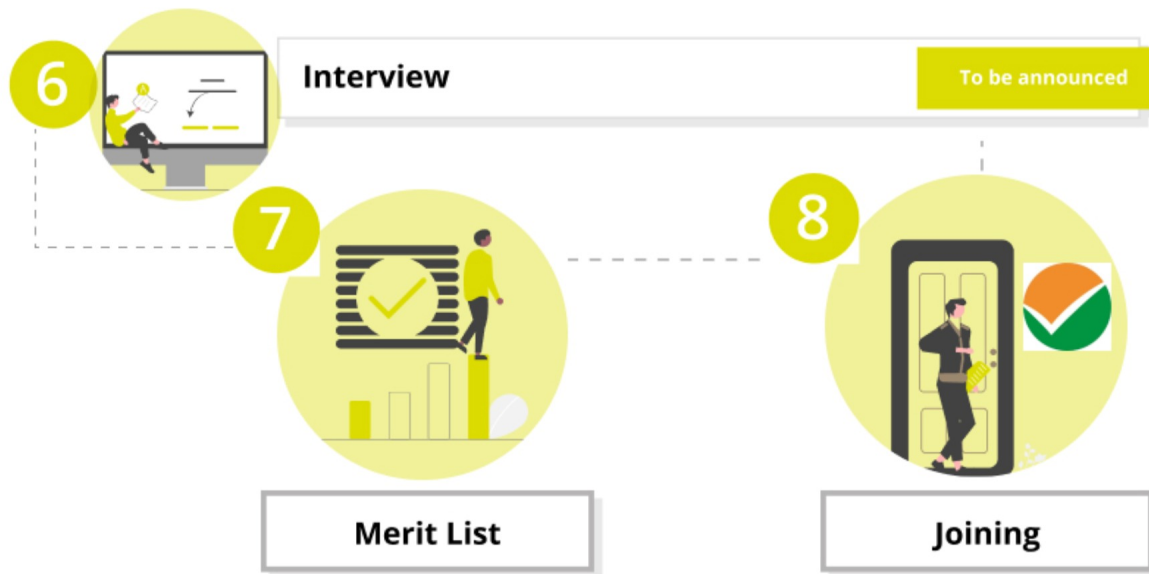 6
Interview
To be announced
7
8
Merit List
Joining